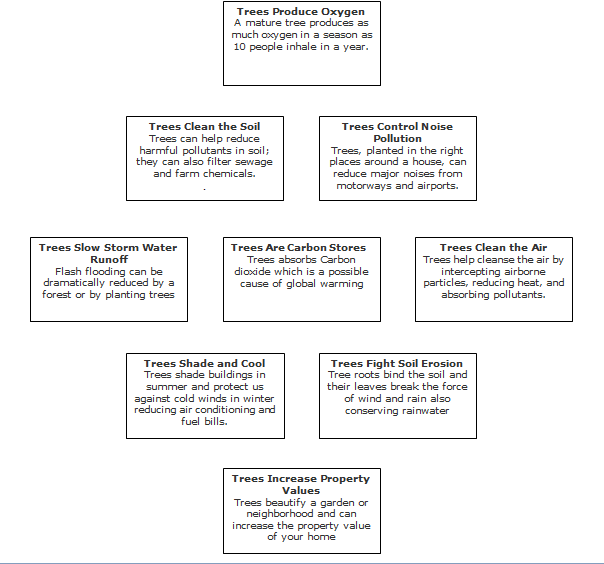 Trees Produce Oxygen
A mature tree produces as
much oxygen in a season as
10 people inhale in a year.
Trees Clean the Soil
Trees can help reduce
harmful pollutants in soil;
they can also filter sewage
and farm chemicals.
.
Trees Control Noise
Pollution
Trees, planted in the right
places around a house, can
reduce major noises from
motorways and airports.
Trees Slow Storm Water
Runoff
Flash flooding can be
dramatically reduced by a
forest or by planting trees
Trees Are Carbon Stores
Trees absorbs Carbon
dioxide which is a possible
cause of global warming
Trees Clean the Air
Trees help cleanse the air by
intercepting airborne
particles, reducing heat, and
absorbing pollutants.
Trees Shade and Cool
Trees shade buildings in
summer and protect us
against cold winds in winter
reducing air conditioning and
fuel bills.
Trees Fight Soil Erosion
Tree roots bind the soil and
their leaves break the force
of wind and rain also
conserving rainwater
Trees Increase Property
Values
Trees beautify a garden or
neighborhood and can
increase the property value
of your home